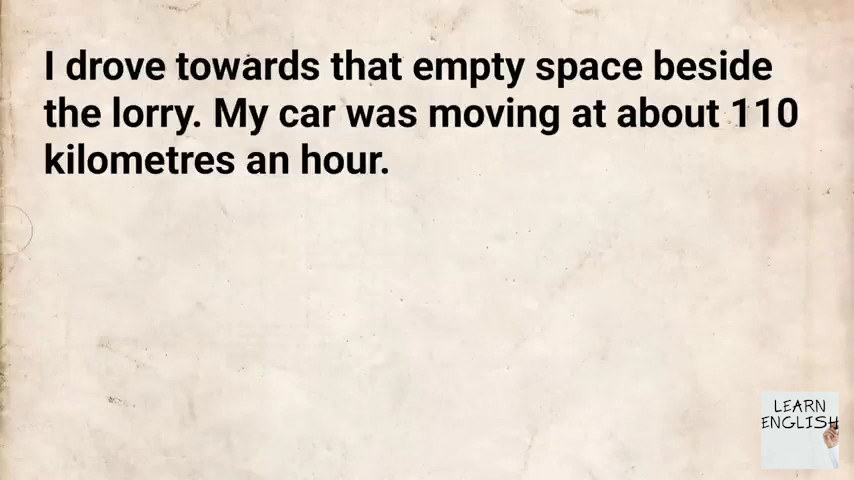 I drove towards that empty space beside
the lorry. My car was moving at about 110
kilometres an hour.
LEARN
ENGLISH